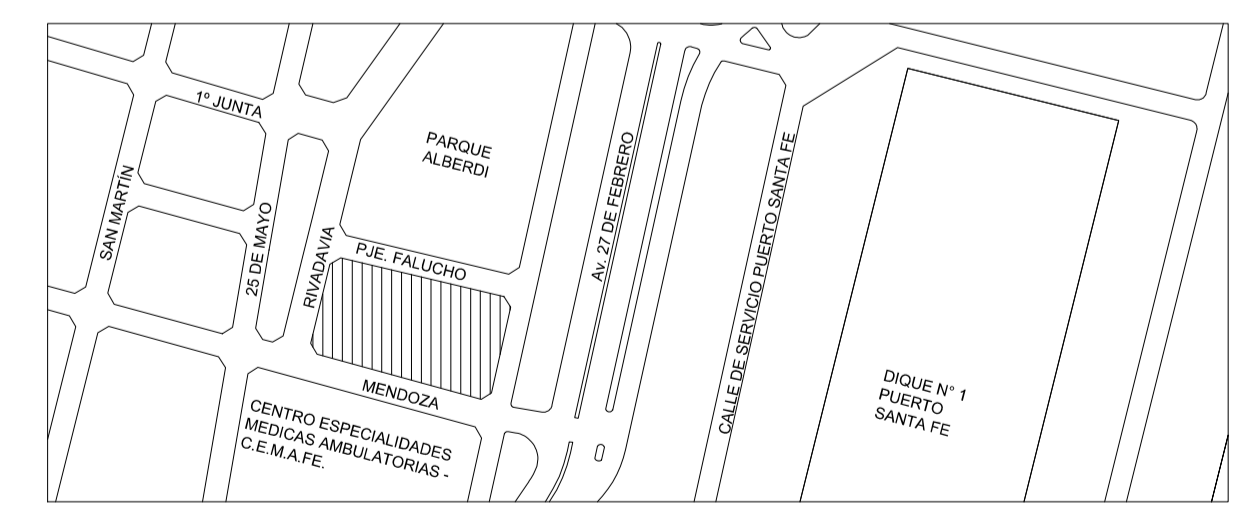 1º JUNTA
PARQUE
ALBERDI
SAN MARTÍN
25 DE MAYO
RIVADAVIA
PJE. FALUCHO
Av. 27 DE FEBRERO
CALLE DE SERVICIO PUERTO SANTA FE
MENDOZA
CENTRO ESPECIALIDADES
MEDICAS AMBULATORIAS -
C.E.M.A.FE.
DIQUE N° 1
PUERTO
SANTA FE